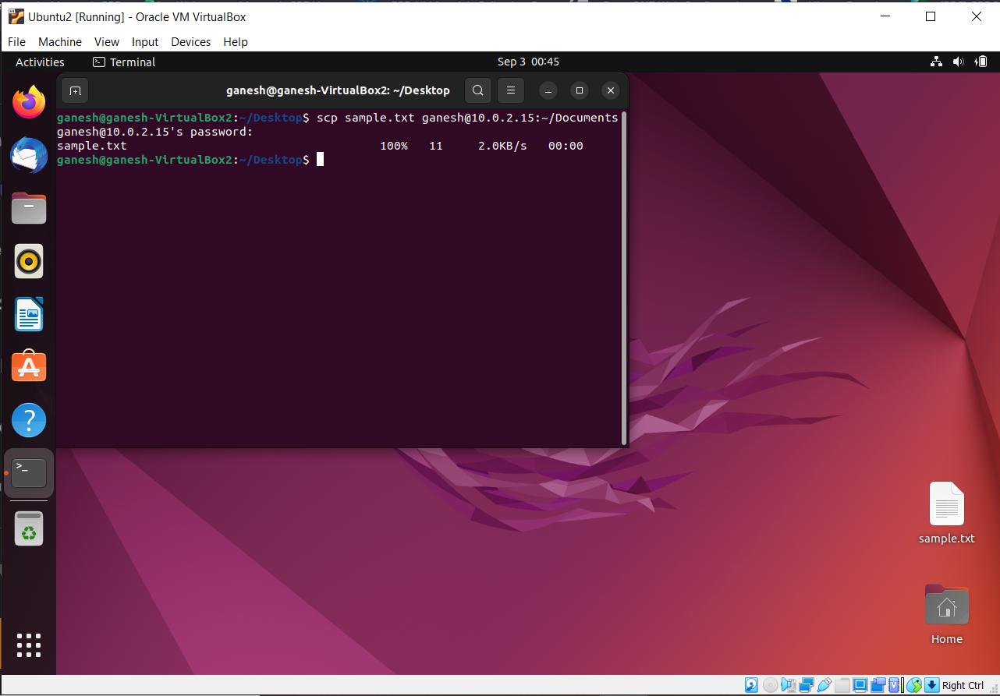 Ubuntu2 [Running] - Oracle VM VirtualBox
File Machine View Input Devices Help
Activities Terminal Sep 3 00:45
ganesh@ganesh-VirtualBox2: ~/Desktop
ganesh@ganesh-VirtualBox2:~/Desktop$ scp sample.txt ganesh@10.0.2.15:~/Documents
ganesh@10.0.2.15's password:
sample.txt 100% 11 2.0KB/s 00:00
ganesh@ganesh-VirtualBox2:~/Desktop$
sample.txt
Home
Right Ctrl